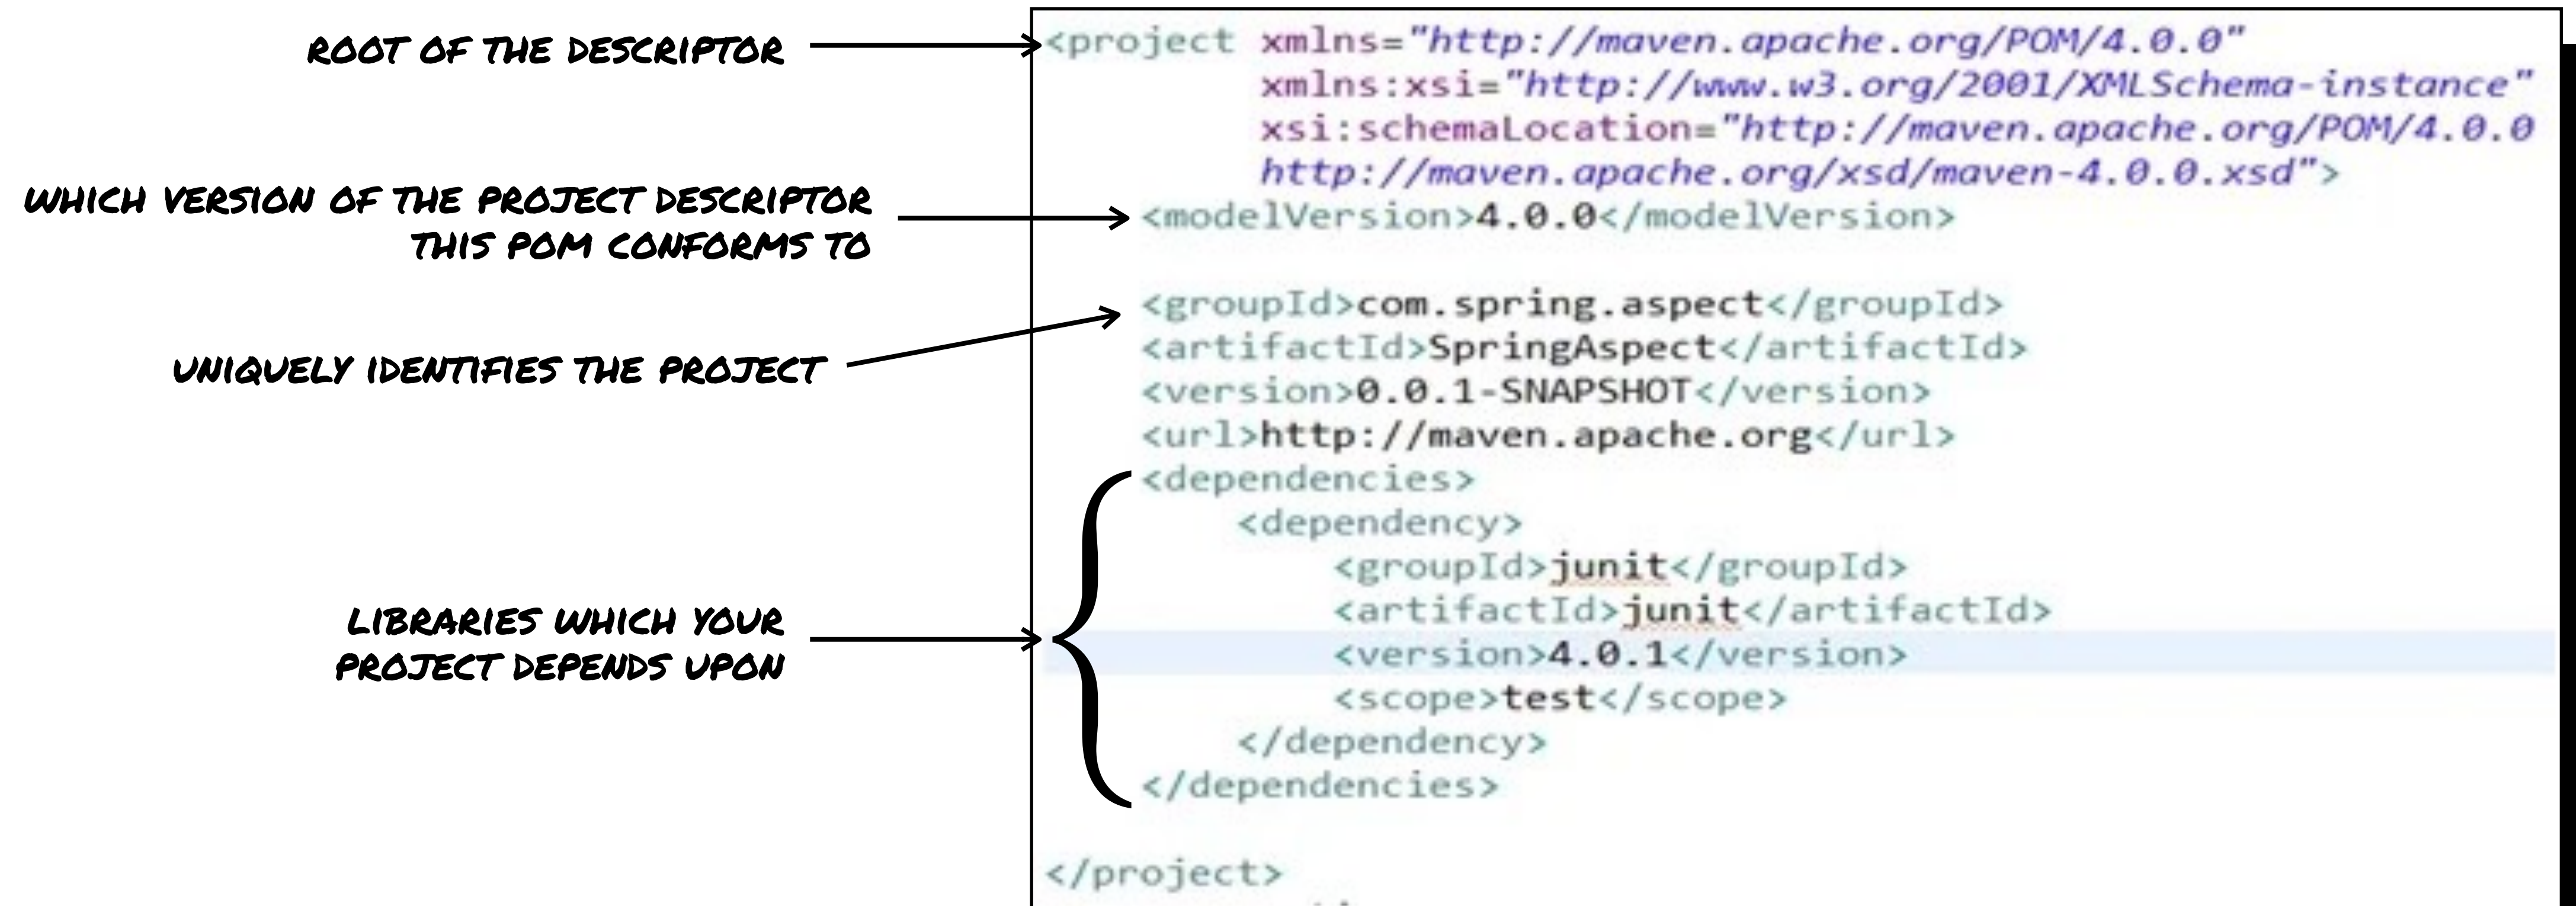 ROOT OF THE DESCRIPTOR
WHICH VERSION OF THE PROJECT DESCRIPTOR
THIS POM CONFORMS TO
UNIQUELY IDENTIFIES THE PROJECT
LIBRARIES WHICH YOUR
PROJECT DEPENDS UPON
<project xmlns="http://maven.apache.org/POM/4.0.0"
xmlns:xsi="http://www.w3.org/2001/XMLSchema-instance"
xsi:schemaLocation="http://maven.apache.org/POM/4.0.0
http://maven.apache.org/xsd/maven-4.0.0.xsd">
<modelVersion>4.0.0</modelVersion>
<groupId>com.spring.aspect</groupId>
<artifactId>SpringAspect</artifactId>
<version>0.0.1-SNAPSHOT</version>
<url>http://maven.apache.org</url>
<dependencies>
<dependency>
<groupId>junit</groupId>
<artifactId>junit</artifactId>
<version>4.0.1</version>
<scope>test</scope>
</dependency>
</dependencies>
</project>